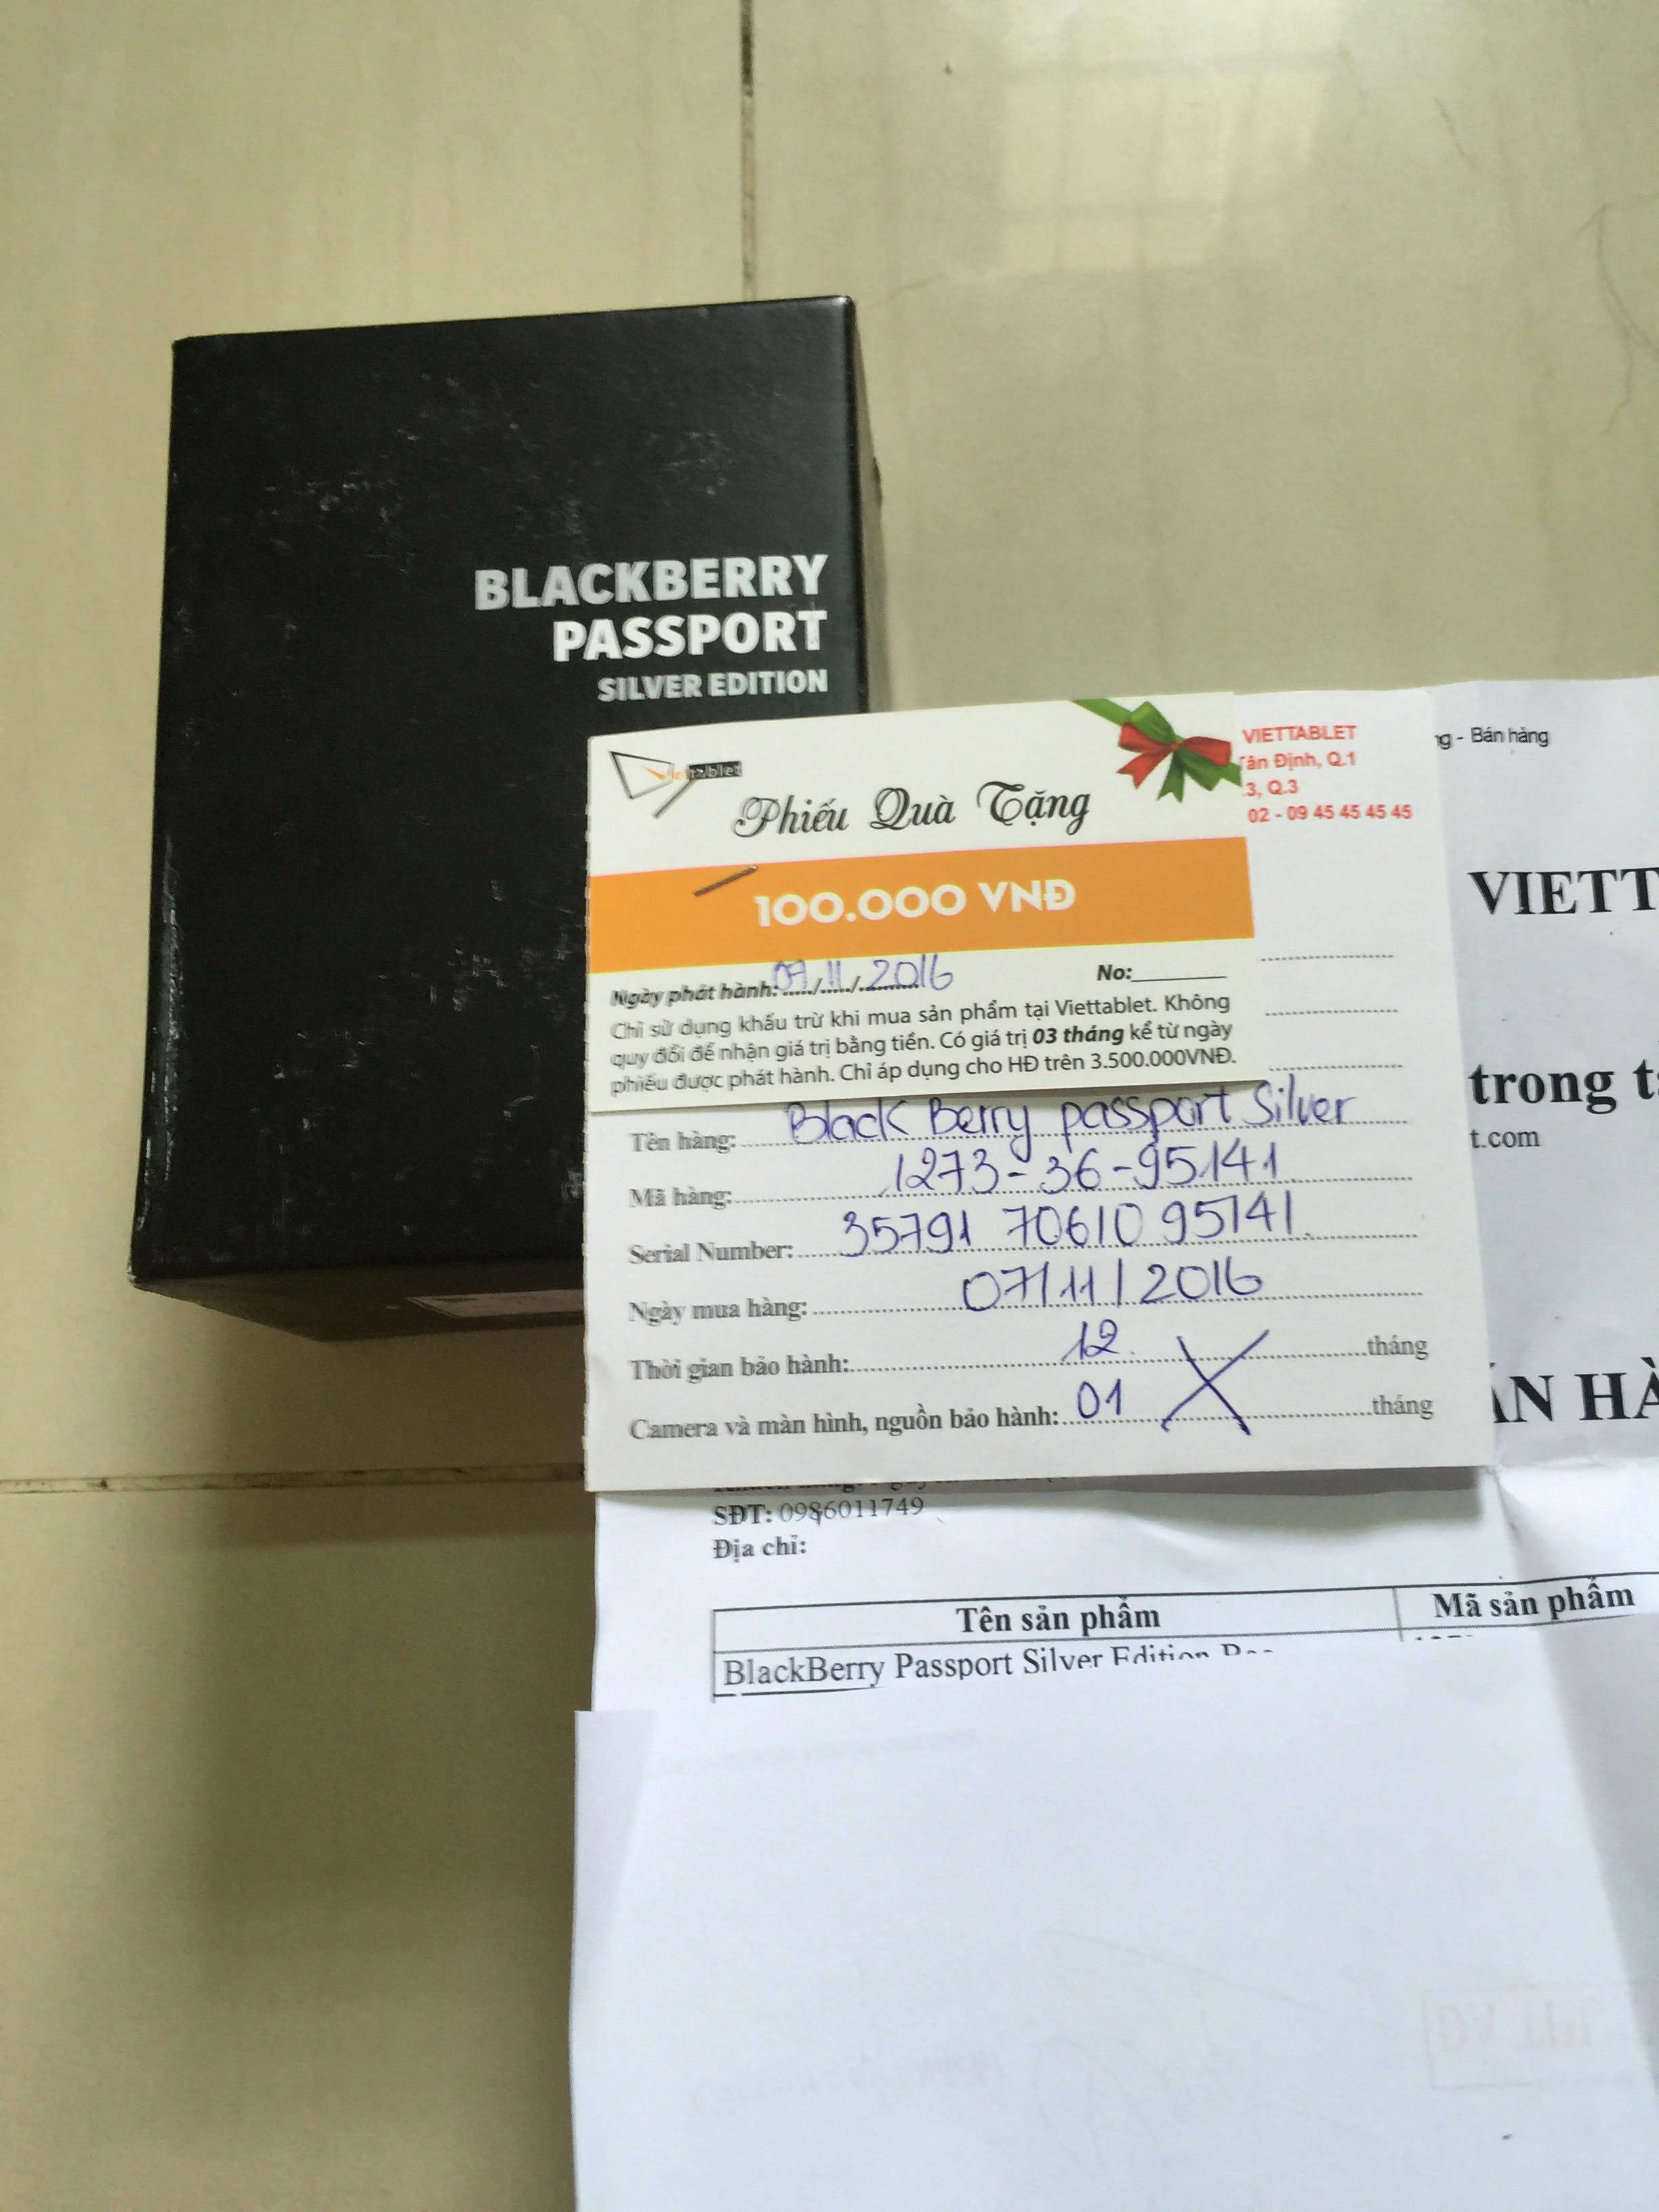 BLACKBERRY
PASSPORT
SILVER EDITION
viettablet
Phiếu Quà Tặng
100.000 VNĐ
Ngày phát hành: 07/11/2016 No:
Chỉ sử dụng khấu trừ khi mua sản phẩm tại Viettablet. Không
quy đổi để nhận giá trị bằng tiền. Có giá trị 03 tháng kể từ ngày
phiếu được phát hành. Chỉ áp dụng cho HĐ trên 3.500.000VNĐ.
VIETTABLET
Tân Định, Q.1
3, Q.3
02 - 09 45 45 45 45
Tên hàng: BlackBerry passport Silver
Mã hàng: 1273-36-95141
Serial Number: 35791 70610 95141
Ngày mua hàng: 07/11/2016
Thời gian bảo hành: 12 tháng
Camera và màn hình, nguồn bảo hành: 01 tháng
g - Bán hàng
VIETT
trong t
t.com
ÁN HÀ
SĐT: 0986011749
Địa chỉ:
Tên sản phẩm Mã sản phẩm
BlackBerry Passport Silver Edition